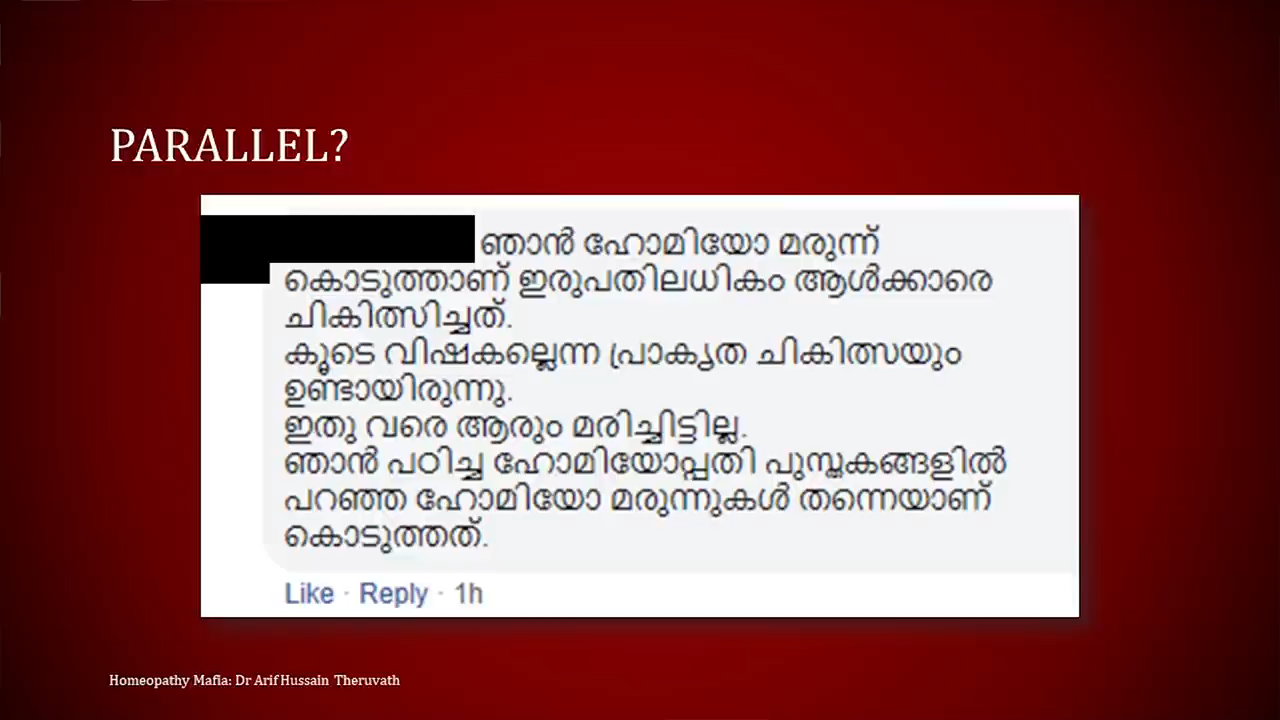 PARALLEL?
ഞാൻ ഹോമിയോ മരുന്ന്
കൊടുത്താണ് ഇരുപതിലധികം ആൾക്കാരെ
ചികിത്സിച്ചത്.
കൂടെ വിഷകല്ലെന്ന പ്രാകൃത ചികിത്സയും
ഉണ്ടായിരുന്നു.
ഇതു വരെ ആരും മരിച്ചിട്ടില്ല.
ഞാൻ പഠിച്ച ഹോമിയോപ്പതി പുസ്തകങ്ങളിൽ
പറഞ്ഞ ഹോമിയോ മരുന്നുകൾ തന്നെയാണ്
കൊടുത്തത്.
Like · Reply · 1h
Homeopathy Mafia: Dr Arif Hussain Theruvath